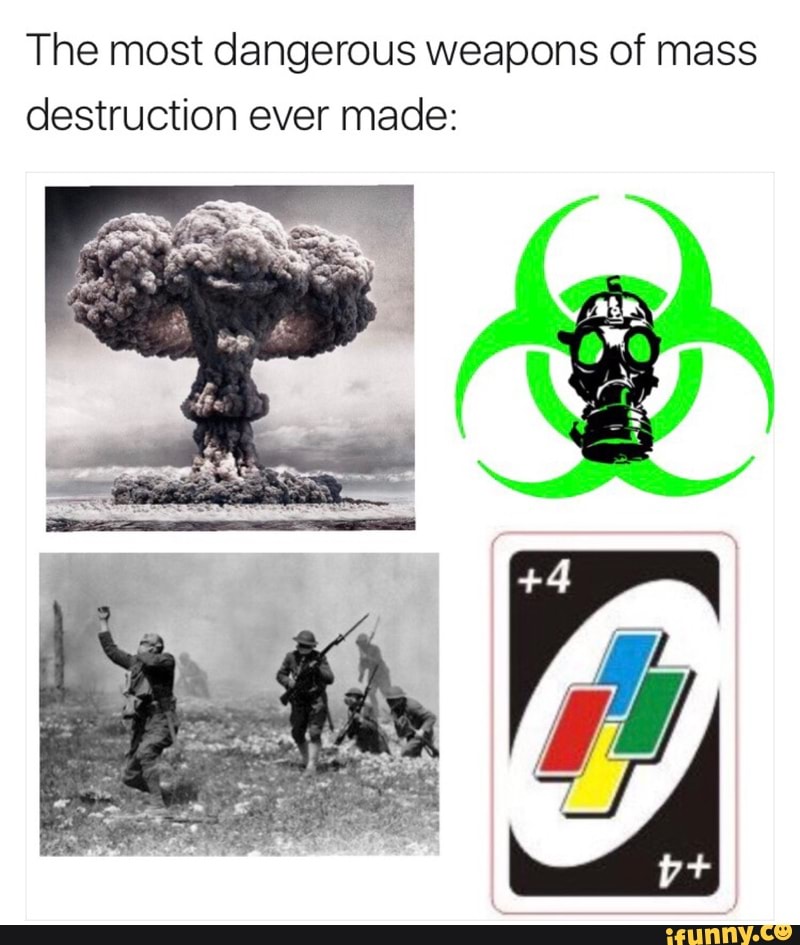 The most dangerous weapons of mass
destruction ever made:
+4
+4
ifunny.co